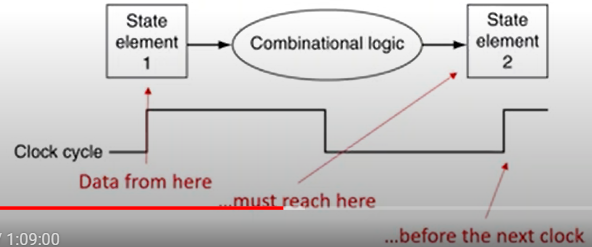 State
element
1
Combinational logic
State
element
2
Clock cycle
Data from here
...must reach here
...before the next clock
/ 1:09:00